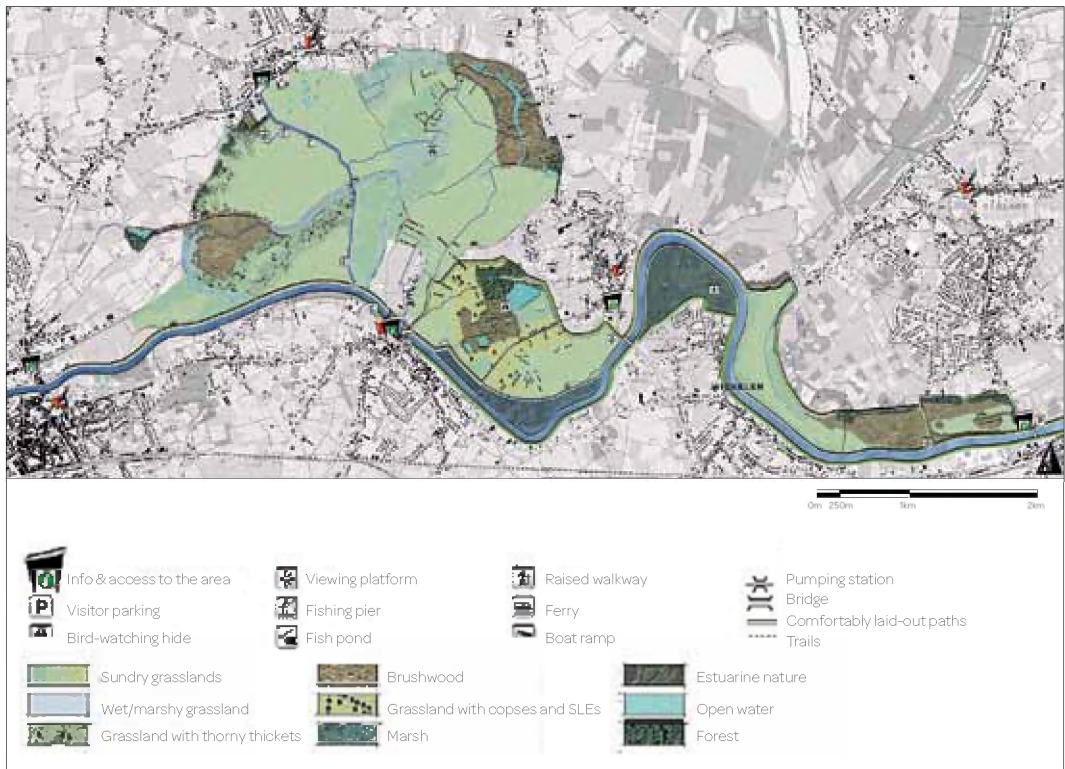 0m 250m 1km 2km
Info & access to the area
Visitor parking
Bird-watching hide
Viewing platform
Fishing pier
Fish pond
Raised walkway
Ferry
Boat ramp
Pumping station
Bridge
Comfortably laid-out paths
Trails
Sundry grasslands
Wet/marshy grassland
Grassland with thorny thickets
Brushwood
Grassland with copses and SLEs
Marsh
Estuarine nature
Open water
Forest